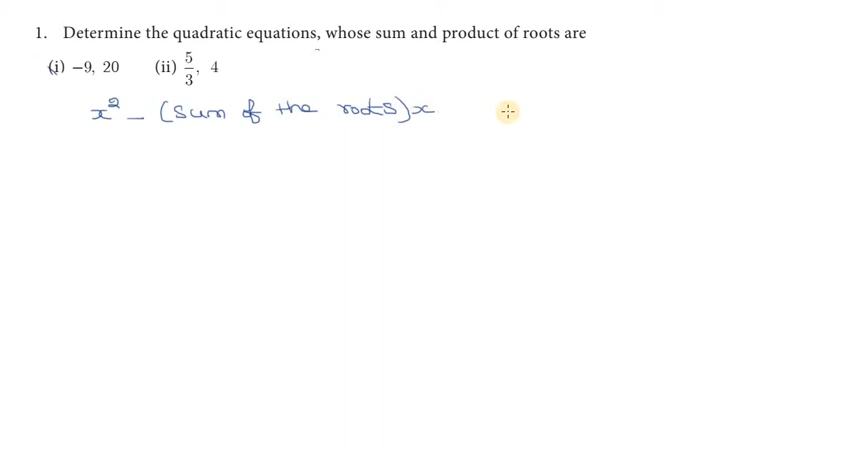 1. Determine the quadratic equations, whose sum and product of roots are
(i) −9, 20 (ii) 5/3, 4
x² − (Sum of the roots)x